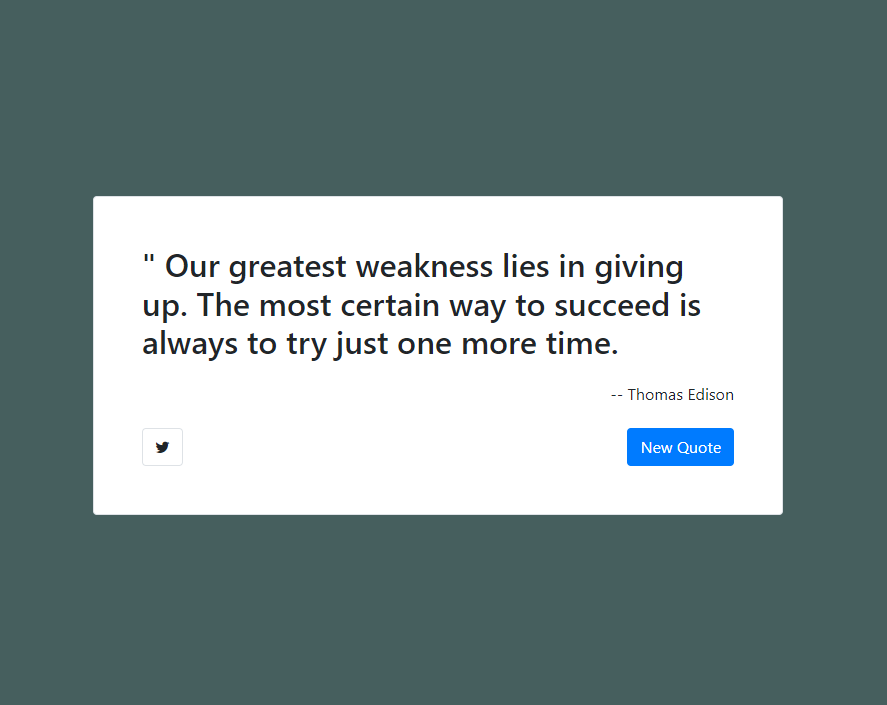 " Our greatest weakness lies in giving
up. The most certain way to succeed is
always to try just one more time.
-- Thomas Edison
New Quote